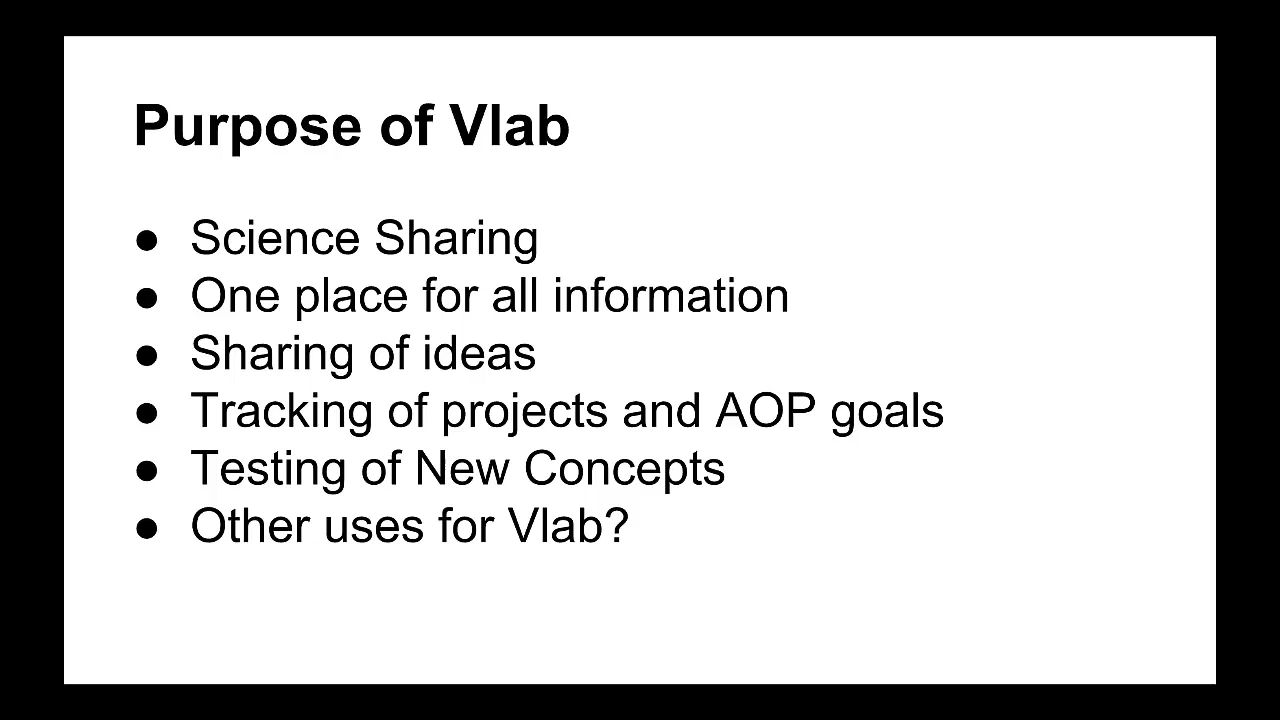 Purpose of Vlab
● Science Sharing
● One place for all information
● Sharing of ideas
● Tracking of projects and AOP goals
● Testing of New Concepts
● Other uses for Vlab?